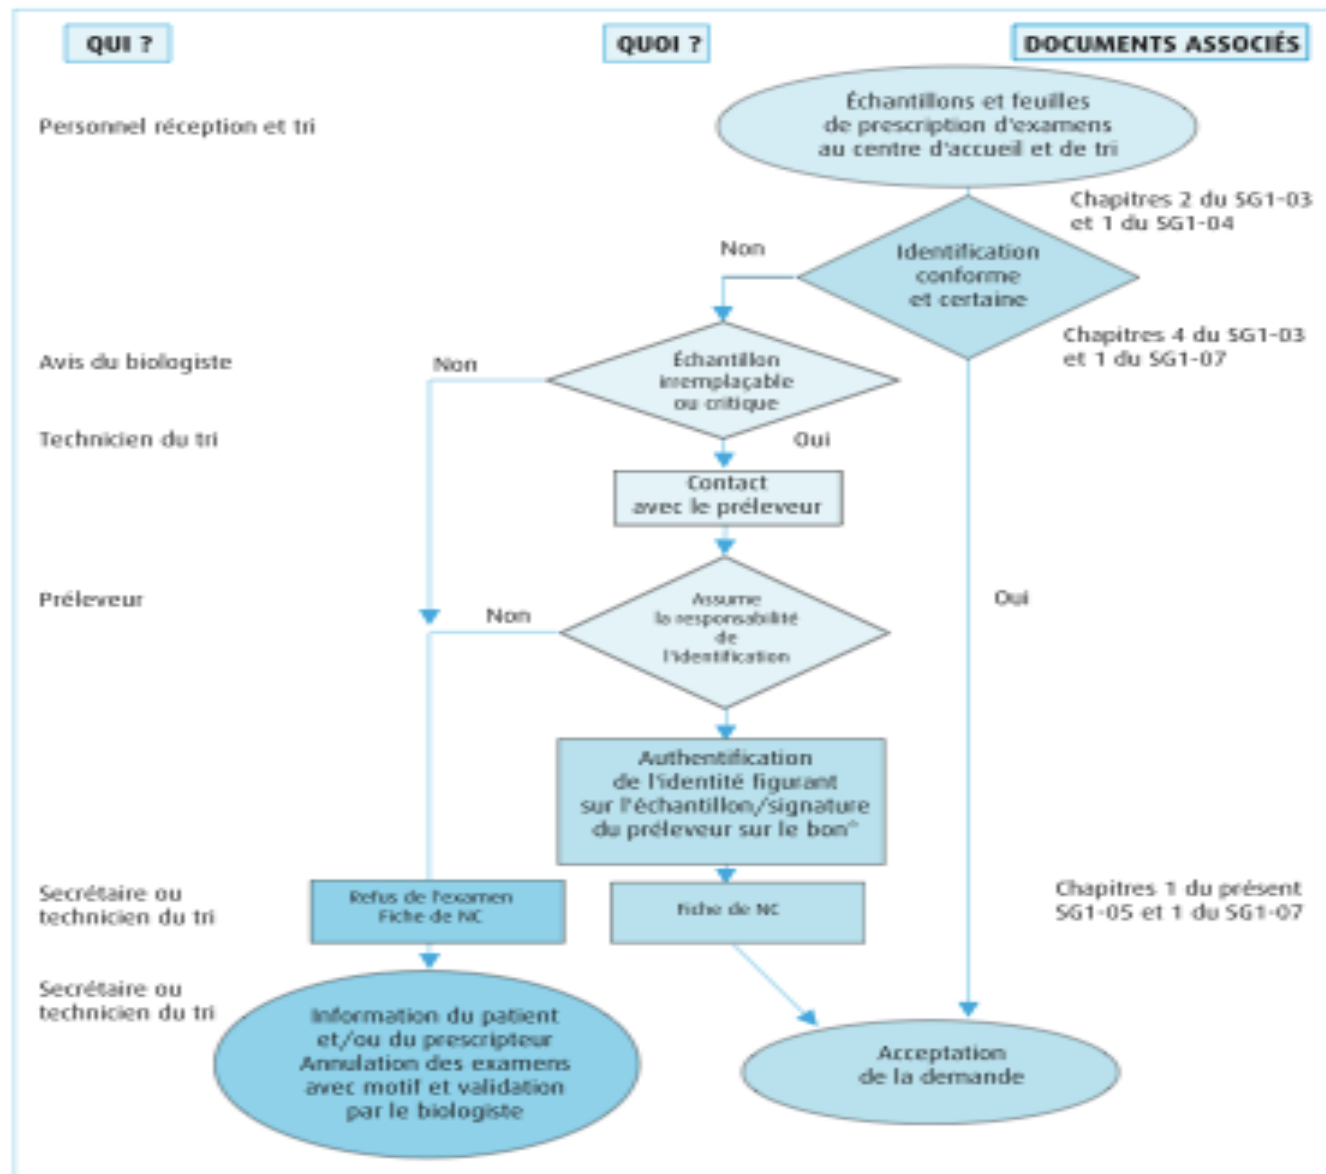 QUI ?
QUOI ?
DOCUMENTS ASSOCIÉS
Personnel réception et tri
Échantillons et feuilles
de prescription d'examens
au centre d'accueil et de tri
Chapitres 2 du SG1-03
et 1 du SG1-04
Non
Identification
conforme
et certaine
Chapitres 4 du SG1-03
et 1 du SG1-07
Avis du biologiste
Non
Échantillon
irremplaçable
ou critique
Technicien du tri
Oui
Contact
avec le préleveur
Préleveur
Non
Assume
la responsabilité
de
l'identification
Oui
Authentification
de l'identité figurant
sur l'échantillon/signature
du préleveur sur le bon*
Secrétaire ou
technicien du tri
Refus de l'examen
Fiche de NC
Fiche de NC
Chapitres 1 du présent
SG1-05 et 1 du SG1-07
Secrétaire ou
technicien du tri
Information du patient
et/ou du prescripteur
Annulation des examens
avec motif et validation
par le biologiste
Acceptation
de la demande